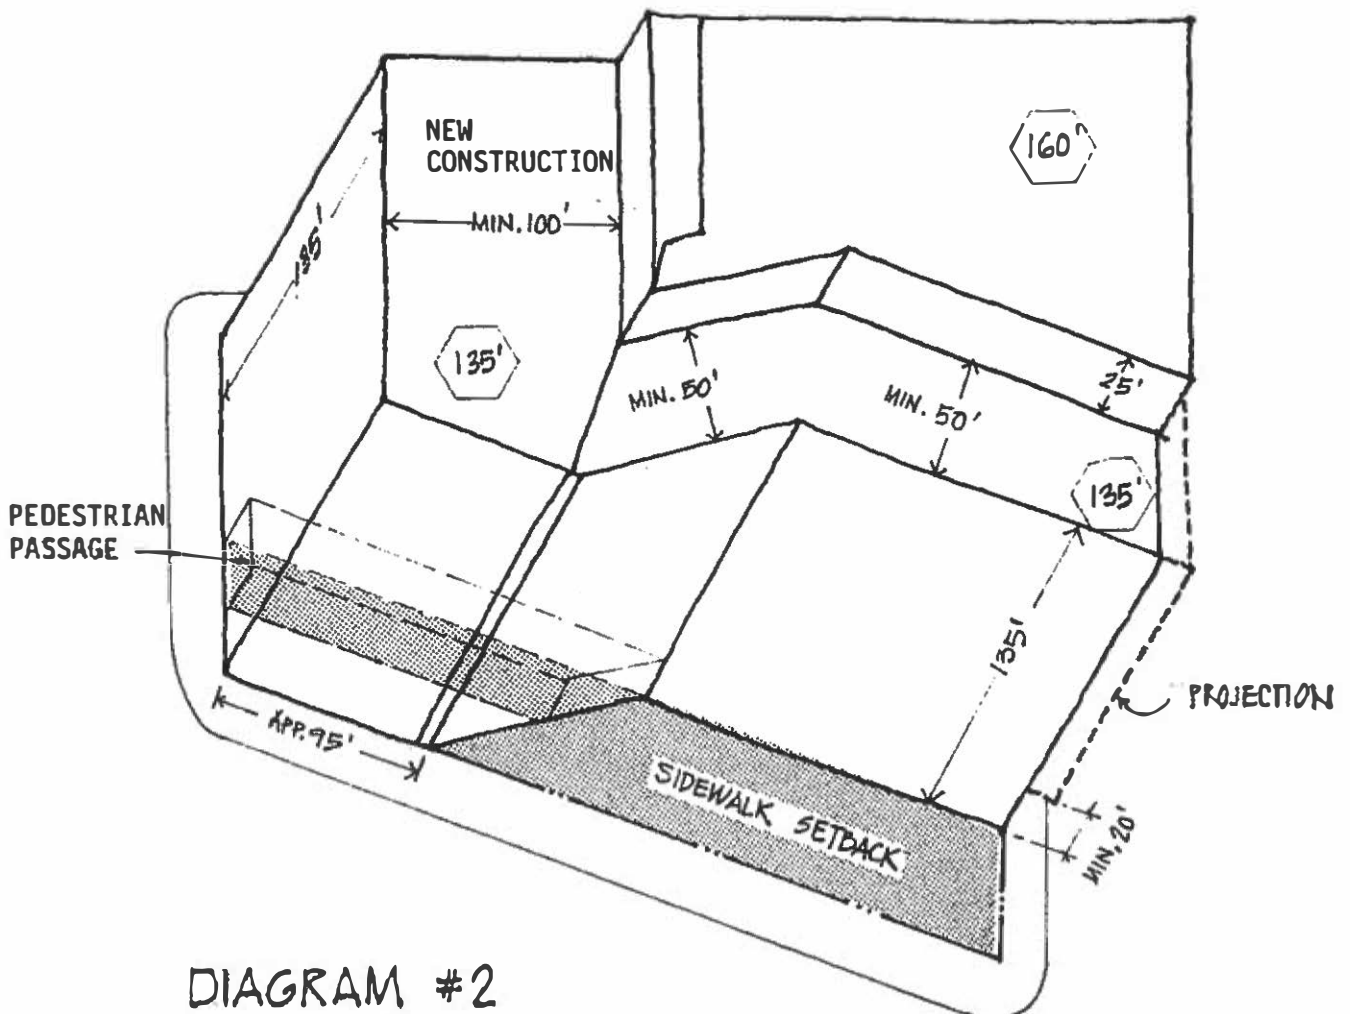 NEW
CONSTRUCTION
160'
MIN. 100'
135'
135'
MIN. 50'
MIN. 50'
25'
135'
PEDESTRIAN
PASSAGE
135'
PROJECTION
APP. 95'
SIDEWALK SETBACK
MIN. 20'
DIAGRAM #2